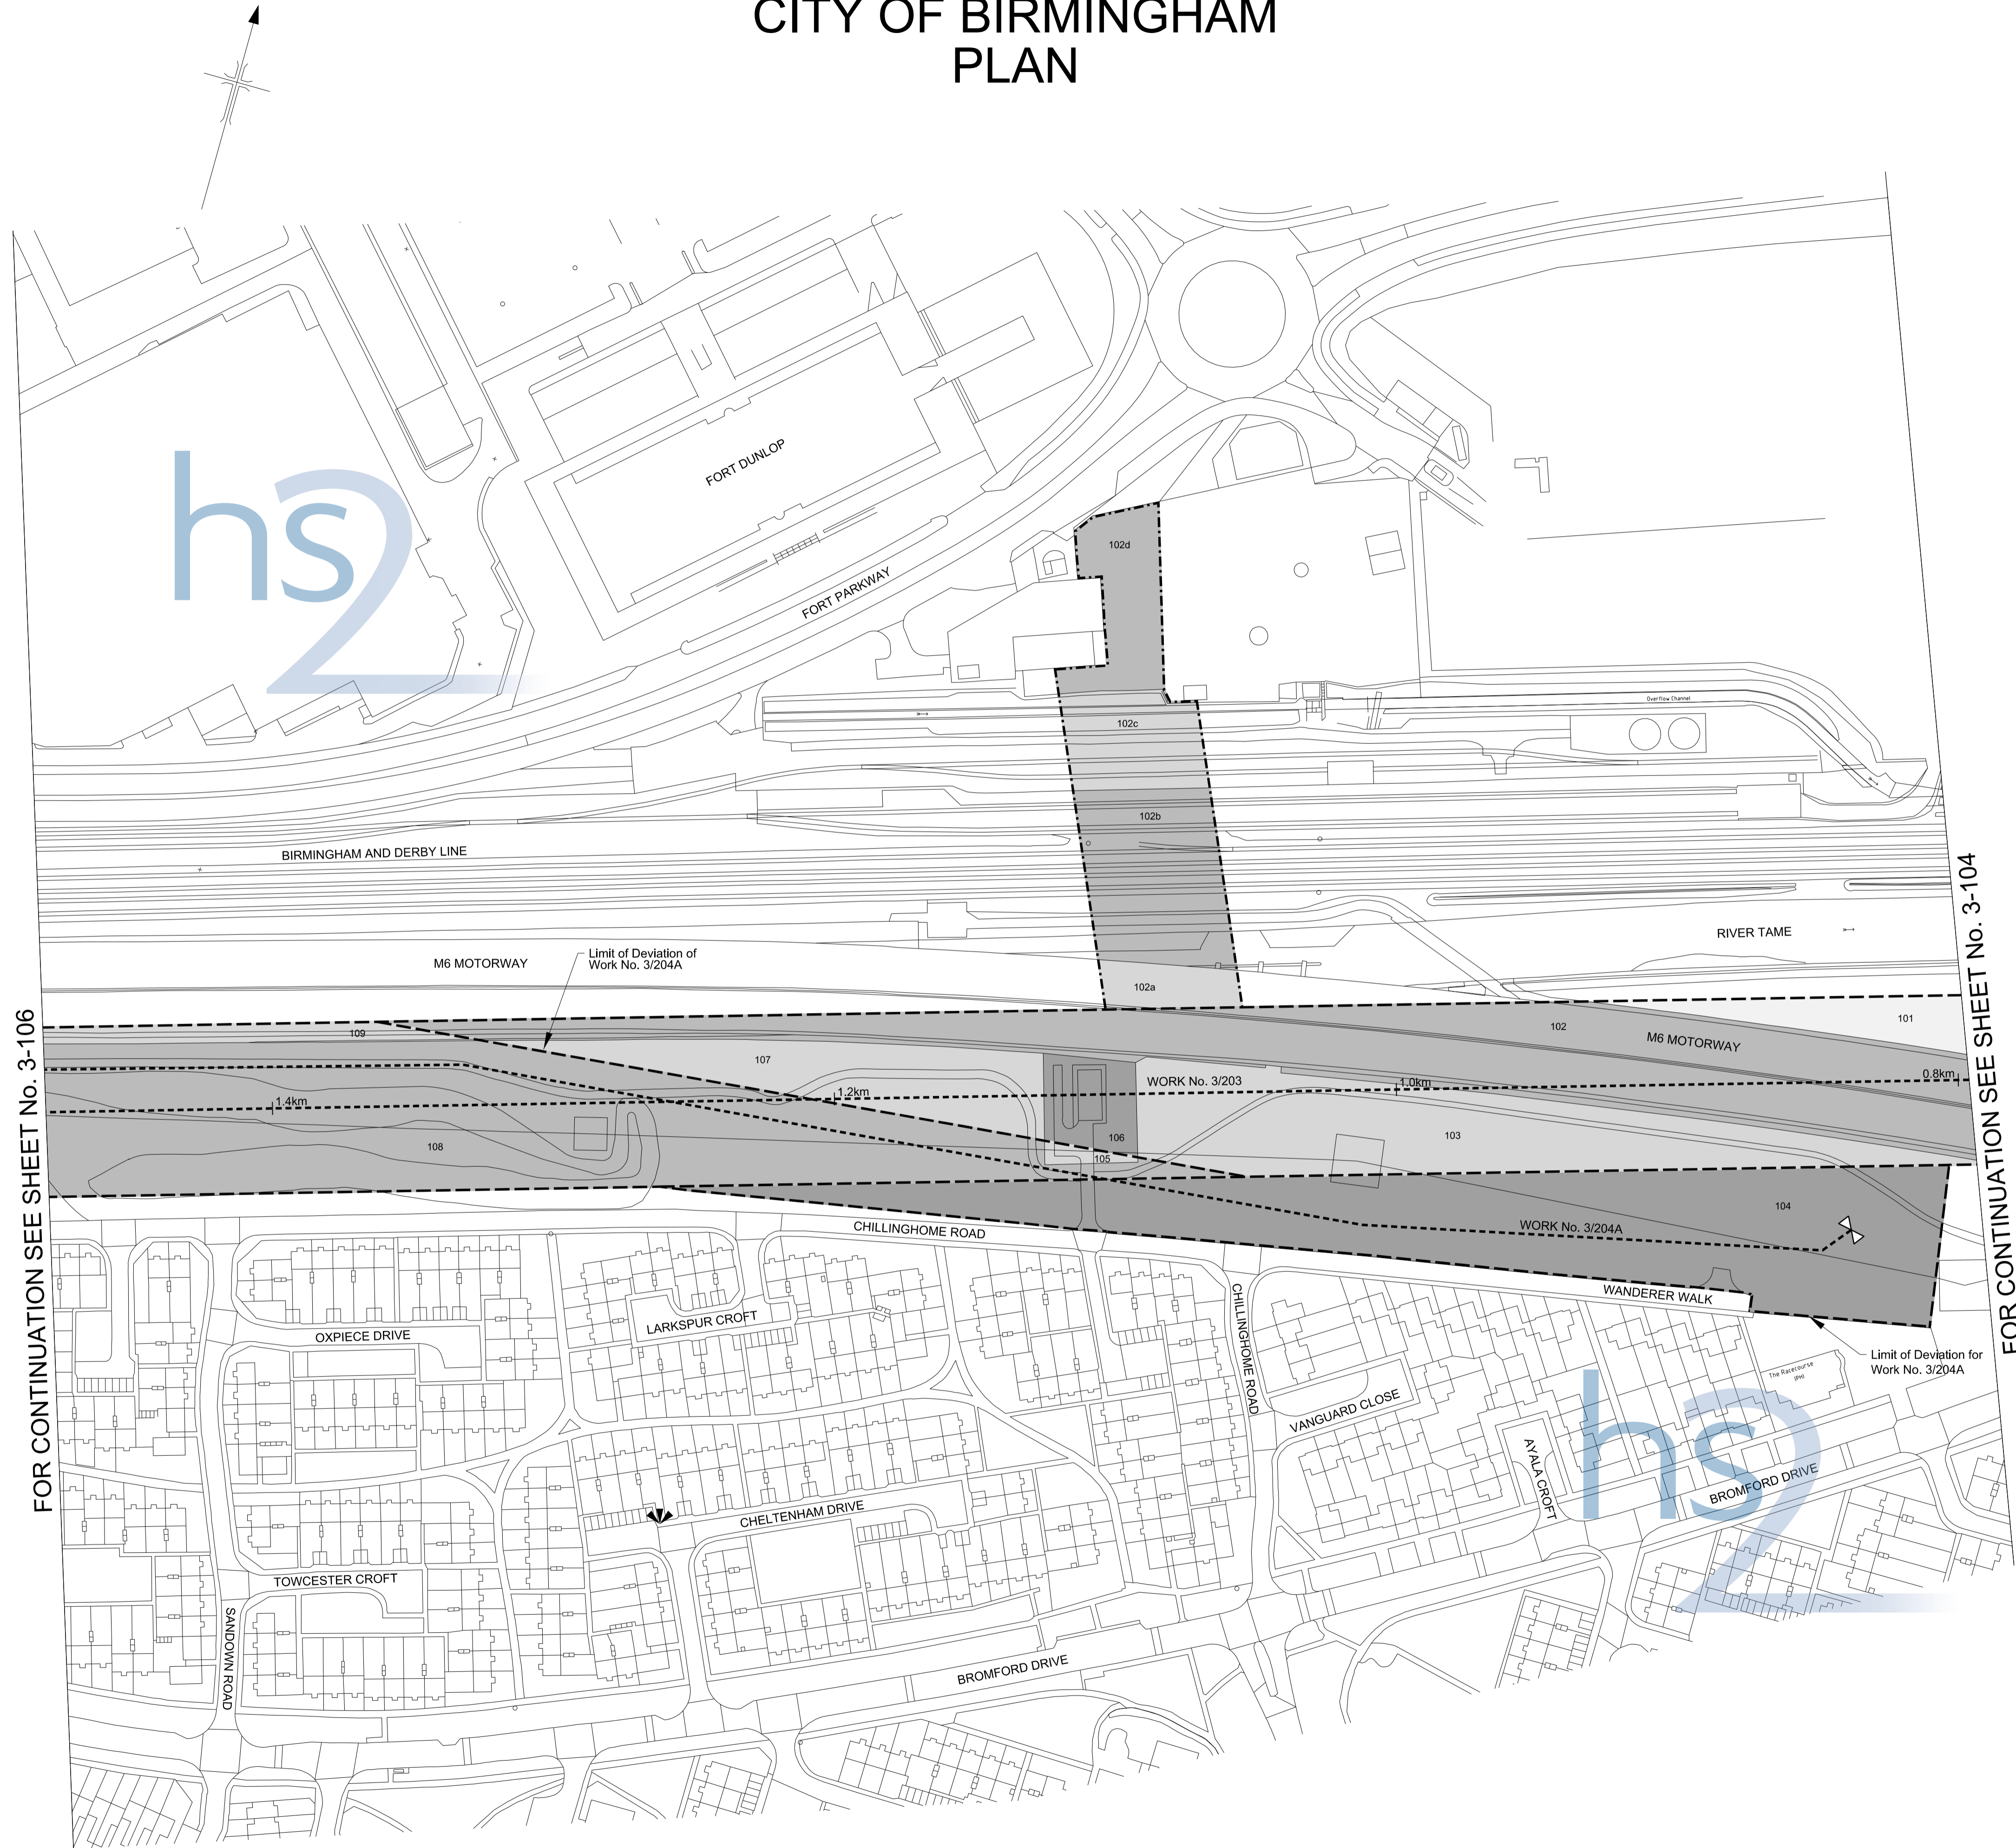 CITY OF BIRMINGHAM
PLAN
hs2
FORT DUNLOP
FORT PARKWAY
102d
Overflow Channel
102c
102b
BIRMINGHAM AND DERBY LINE
RIVER TAME
M6 MOTORWAY
Limit of Deviation of
Work No. 3/204A
102a
101
102
M6 MOTORWAY
109
107
WORK No. 3/203
0.8km
1.0km
1.2km
1.4km
108
106
105
103
104
WORK No. 3/204A
CHILLINGHOME ROAD
WANDERER WALK
CHILLINGHOME ROAD
OXPIECE DRIVE
LARKSPUR CROFT
Limit of Deviation for
Work No. 3/204A
The Racecourse
(PH)
VANGUARD CLOSE
AYALA CROFT
BROMFORD DRIVE
hs2
CHELTENHAM DRIVE
TOWCESTER CROFT
SANDOWN ROAD
BROMFORD DRIVE
FOR CONTINUATION SEE SHEET No. 3-106
FOR CONTINUATION SEE SHEET No. 3-104